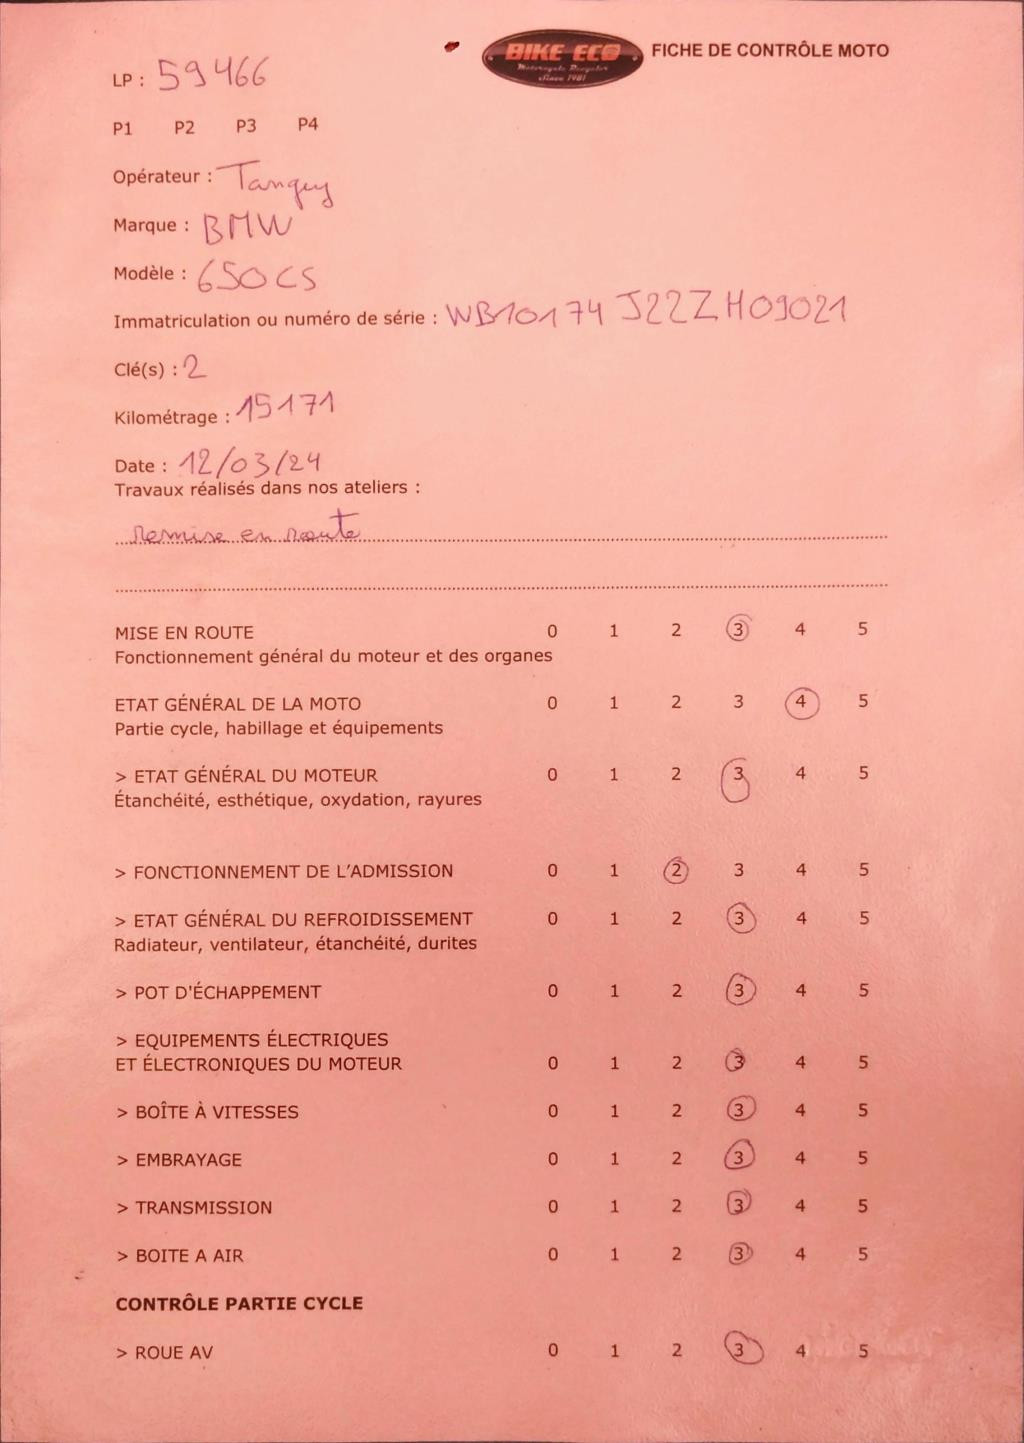 BIKE ECO
Motorcycle Recycler
Since 1981
FICHE DE CONTRÔLE MOTO
LP : 59466
P1 P2 P3 P4
Opérateur : Tanguy
Marque : BMW
Modèle : 650CS
Immatriculation ou numéro de série : WB10174J22ZH09021
Clé(s) : 2
Kilométrage : 15171
Date : 12/03/24
Travaux réalisés dans nos ateliers :
Remise en route
MISE EN ROUTE 0 1 2 3 4 5
Fonctionnement général du moteur et des organes
ETAT GÉNÉRAL DE LA MOTO 0 1 2 3 4 5
Partie cycle, habillage et équipements
> ETAT GÉNÉRAL DU MOTEUR 0 1 2 3 4 5
Étanchéité, esthétique, oxydation, rayures
> FONCTIONNEMENT DE L'ADMISSION 0 1 2 3 4 5
> ETAT GÉNÉRAL DU REFROIDISSEMENT 0 1 2 3 4 5
Radiateur, ventilateur, étanchéité, durites
> POT D'ÉCHAPPEMENT 0 1 2 3 4 5
> EQUIPEMENTS ÉLECTRIQUES
ET ÉLECTRONIQUES DU MOTEUR 0 1 2 3 4 5
> BOÎTE À VITESSES 0 1 2 3 4 5
> EMBRAYAGE 0 1 2 3 4 5
> TRANSMISSION 0 1 2 3 4 5
> BOITE A AIR 0 1 2 3 4 5
CONTRÔLE PARTIE CYCLE
> ROUE AV 0 1 2 3 4 5